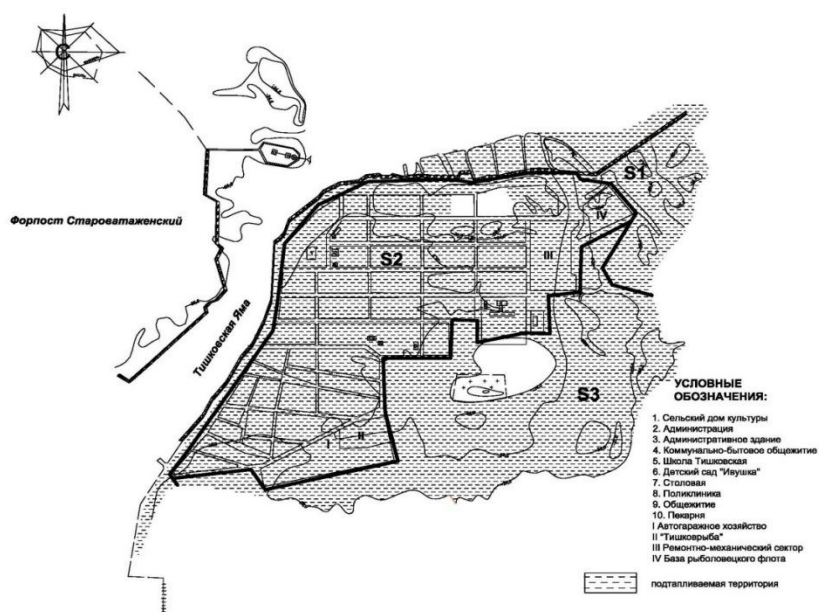 С
Форпост Староватаженский
Тишковская Яма
S1
IV
III
S2
S3
I
II
УСЛОВНЫЕ
ОБОЗНАЧЕНИЯ:
1. Сельский дом культуры
2. Администрация
3. Административное здание
4. Коммунально-бытовое общежитие
5. Школа Тишковская
6. Детский сад "Ивушка"
7. Столовая
8. Поликлиника
9. Общежитие
10. Пекарня
I Автогаражное хозяйство
II "Тишковрыба"
III Ремонтно-механический сектор
IV База рыболовецкого флота
подтапливаемая территория